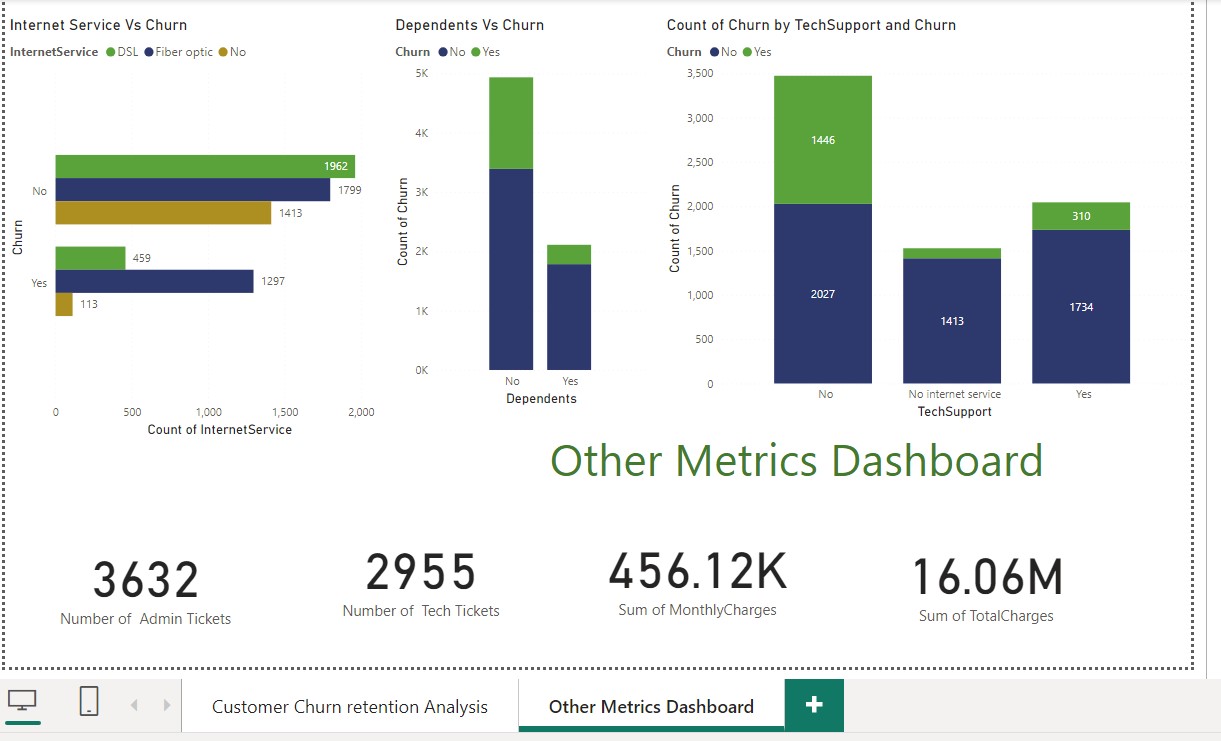 Internet Service Vs Churn
InternetService DSL Fiber optic No
Churn
No
1962
1799
1413
Yes
459
1297
113
0 500 1,000 1,500 2,000
Count of InternetService
Dependents Vs Churn
Churn No Yes
Count of Churn
5K
4K
3K
2K
1K
0K
No Yes
Dependents
Count of Churn by TechSupport and Churn
Churn No Yes
Count of Churn
3,500
3,000
2,500
2,000
1,500
1,000
500
0
1446
2027
1413
310
1734
No No internet service Yes
TechSupport
Other Metrics Dashboard
3632
Number of  Admin Tickets
2955
Number of  Tech Tickets
456.12K
Sum of MonthlyCharges
16.06M
Sum of TotalCharges
Customer Churn retention Analysis
Other Metrics Dashboard
+